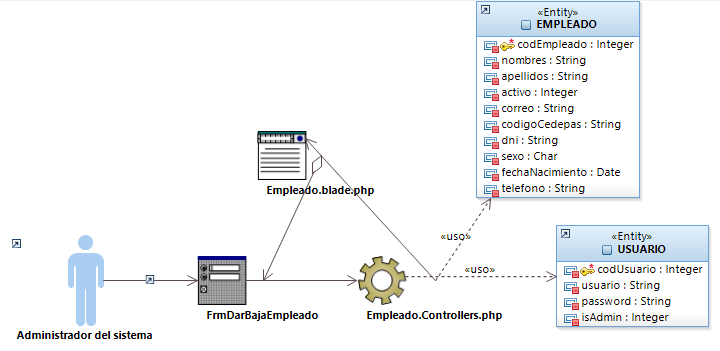 «Entity»
EMPLEADO
codEmpleado : Integer
nombres : String
apellidos : String
activo : Integer
correo : String
codigoCedepas : String
dni : String
sexo : Char
fechaNacimiento : Date
telefono : String
Empleado.blade.php
«uso»
«Entity»
USUARIO
codUsuario : Integer
usuario : String
password : String
isAdmin : Integer
«uso»
Administrador del sistema
FrmDarBajaEmpleado
Empleado.Controllers.php